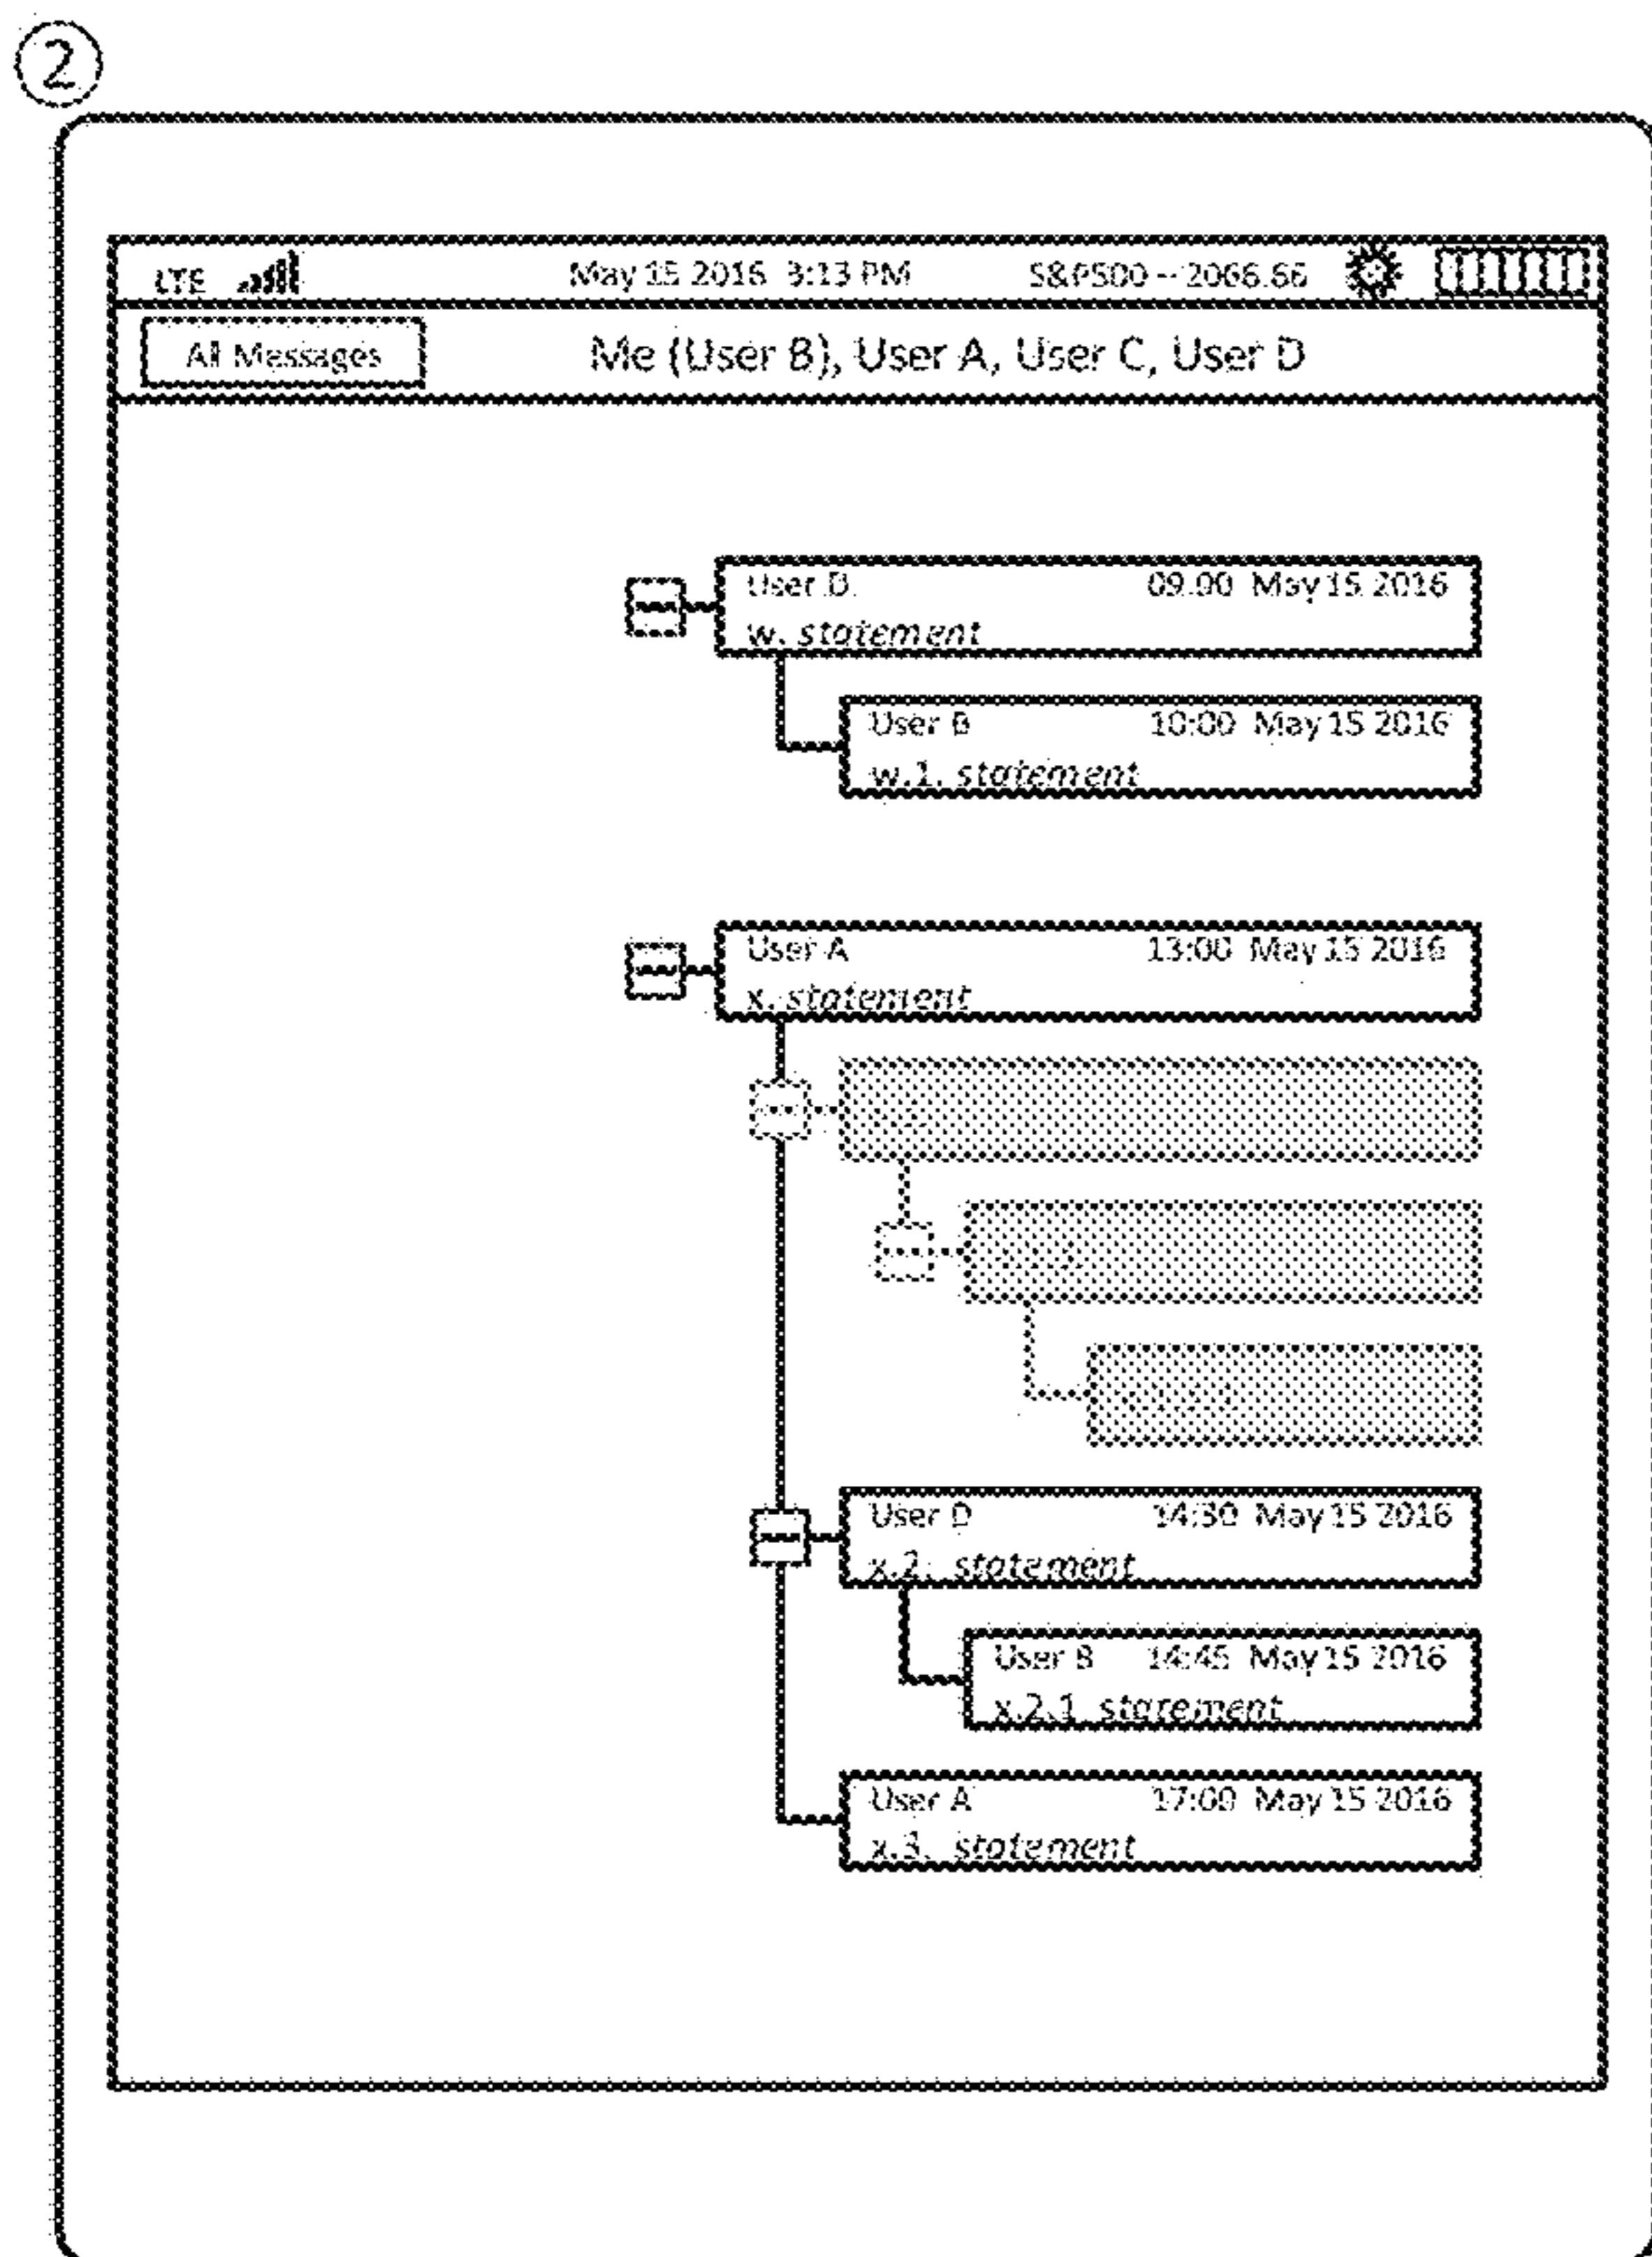 2
LTE May 15 2016 3:13 PM S&P500 -- 2066.66
All Messages Me (User B), User A, User C, User D
User D 09:00 May 15 2016
w. statement
User B 10:00 May 15 2016
w.1. statement
User A 13:00 May 15 2016
x. statement
User D 14:30 May 15 2016
x.2. statement
User B 14:45 May 15 2016
x.2.1. statement
User A 17:00 May 15 2016
x.3. statement